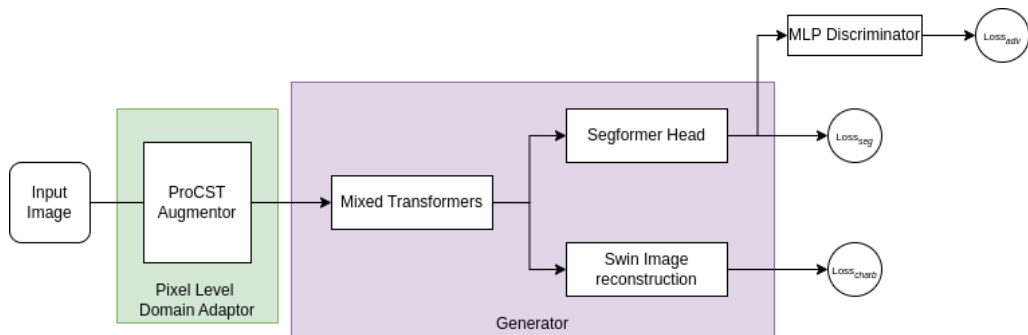 MLP Discriminator
Loss_adv
Segformer Head
Loss_seg
Input
Image
ProCST
Augmentor
Mixed Transformers
Swin Image
reconstruction
Loss_charb
Pixel Level
Domain Adaptor
Generator